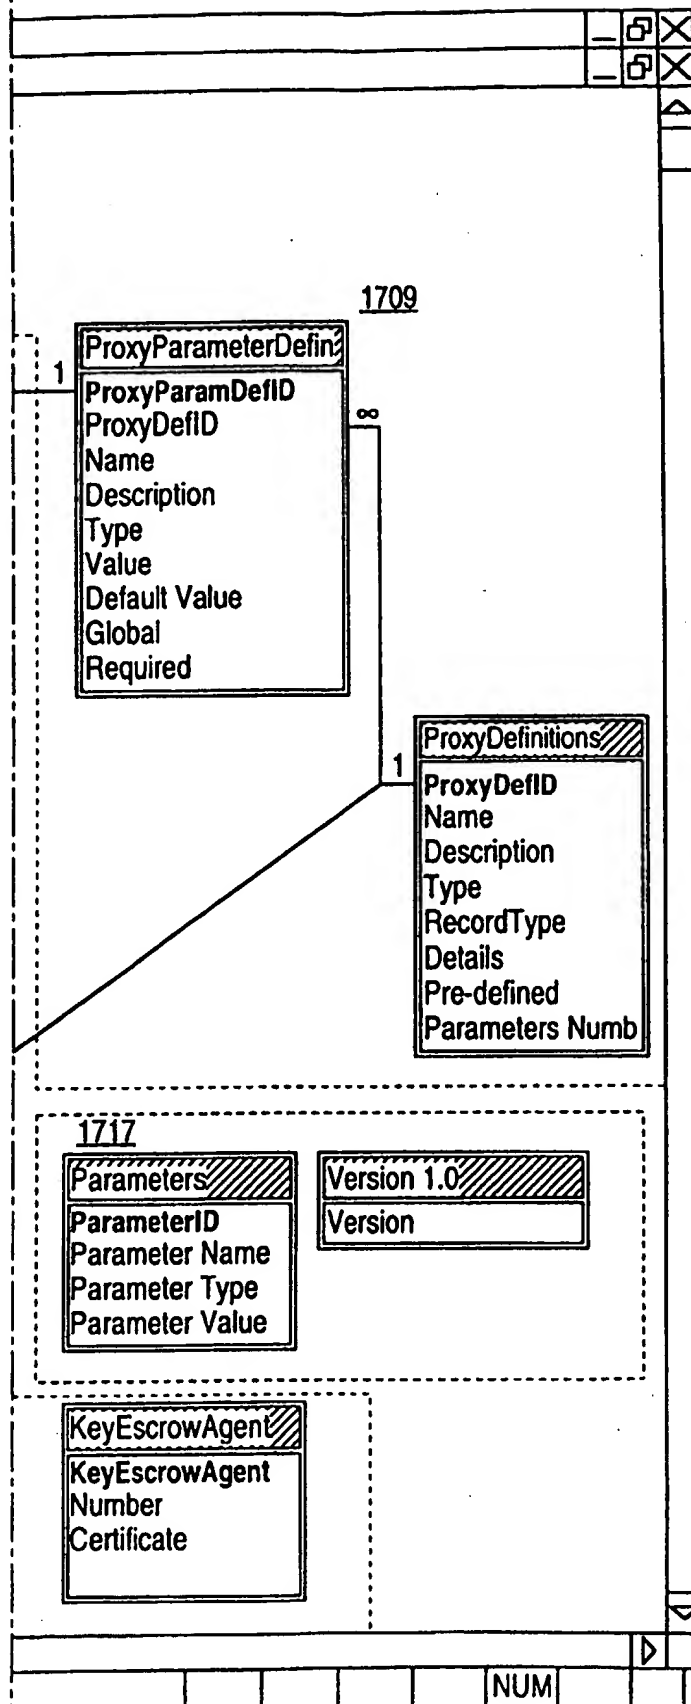 1709
ProxyParameterDefin
1
ProxyParamDefID
∞
ProxyDefID
Name
Description
Type
Value
Default Value
Global
Required
ProxyDefinitions
1
ProxyDefID
Name
Description
Type
RecordType
Details
Pre-defined
Parameters Numb
1717
Parameters
ParameterID
Parameter Name
Parameter Type
Parameter Value
Version 1.0
Version
KeyEscrowAgent
KeyEscrowAgent
Number
Certificate
NUM